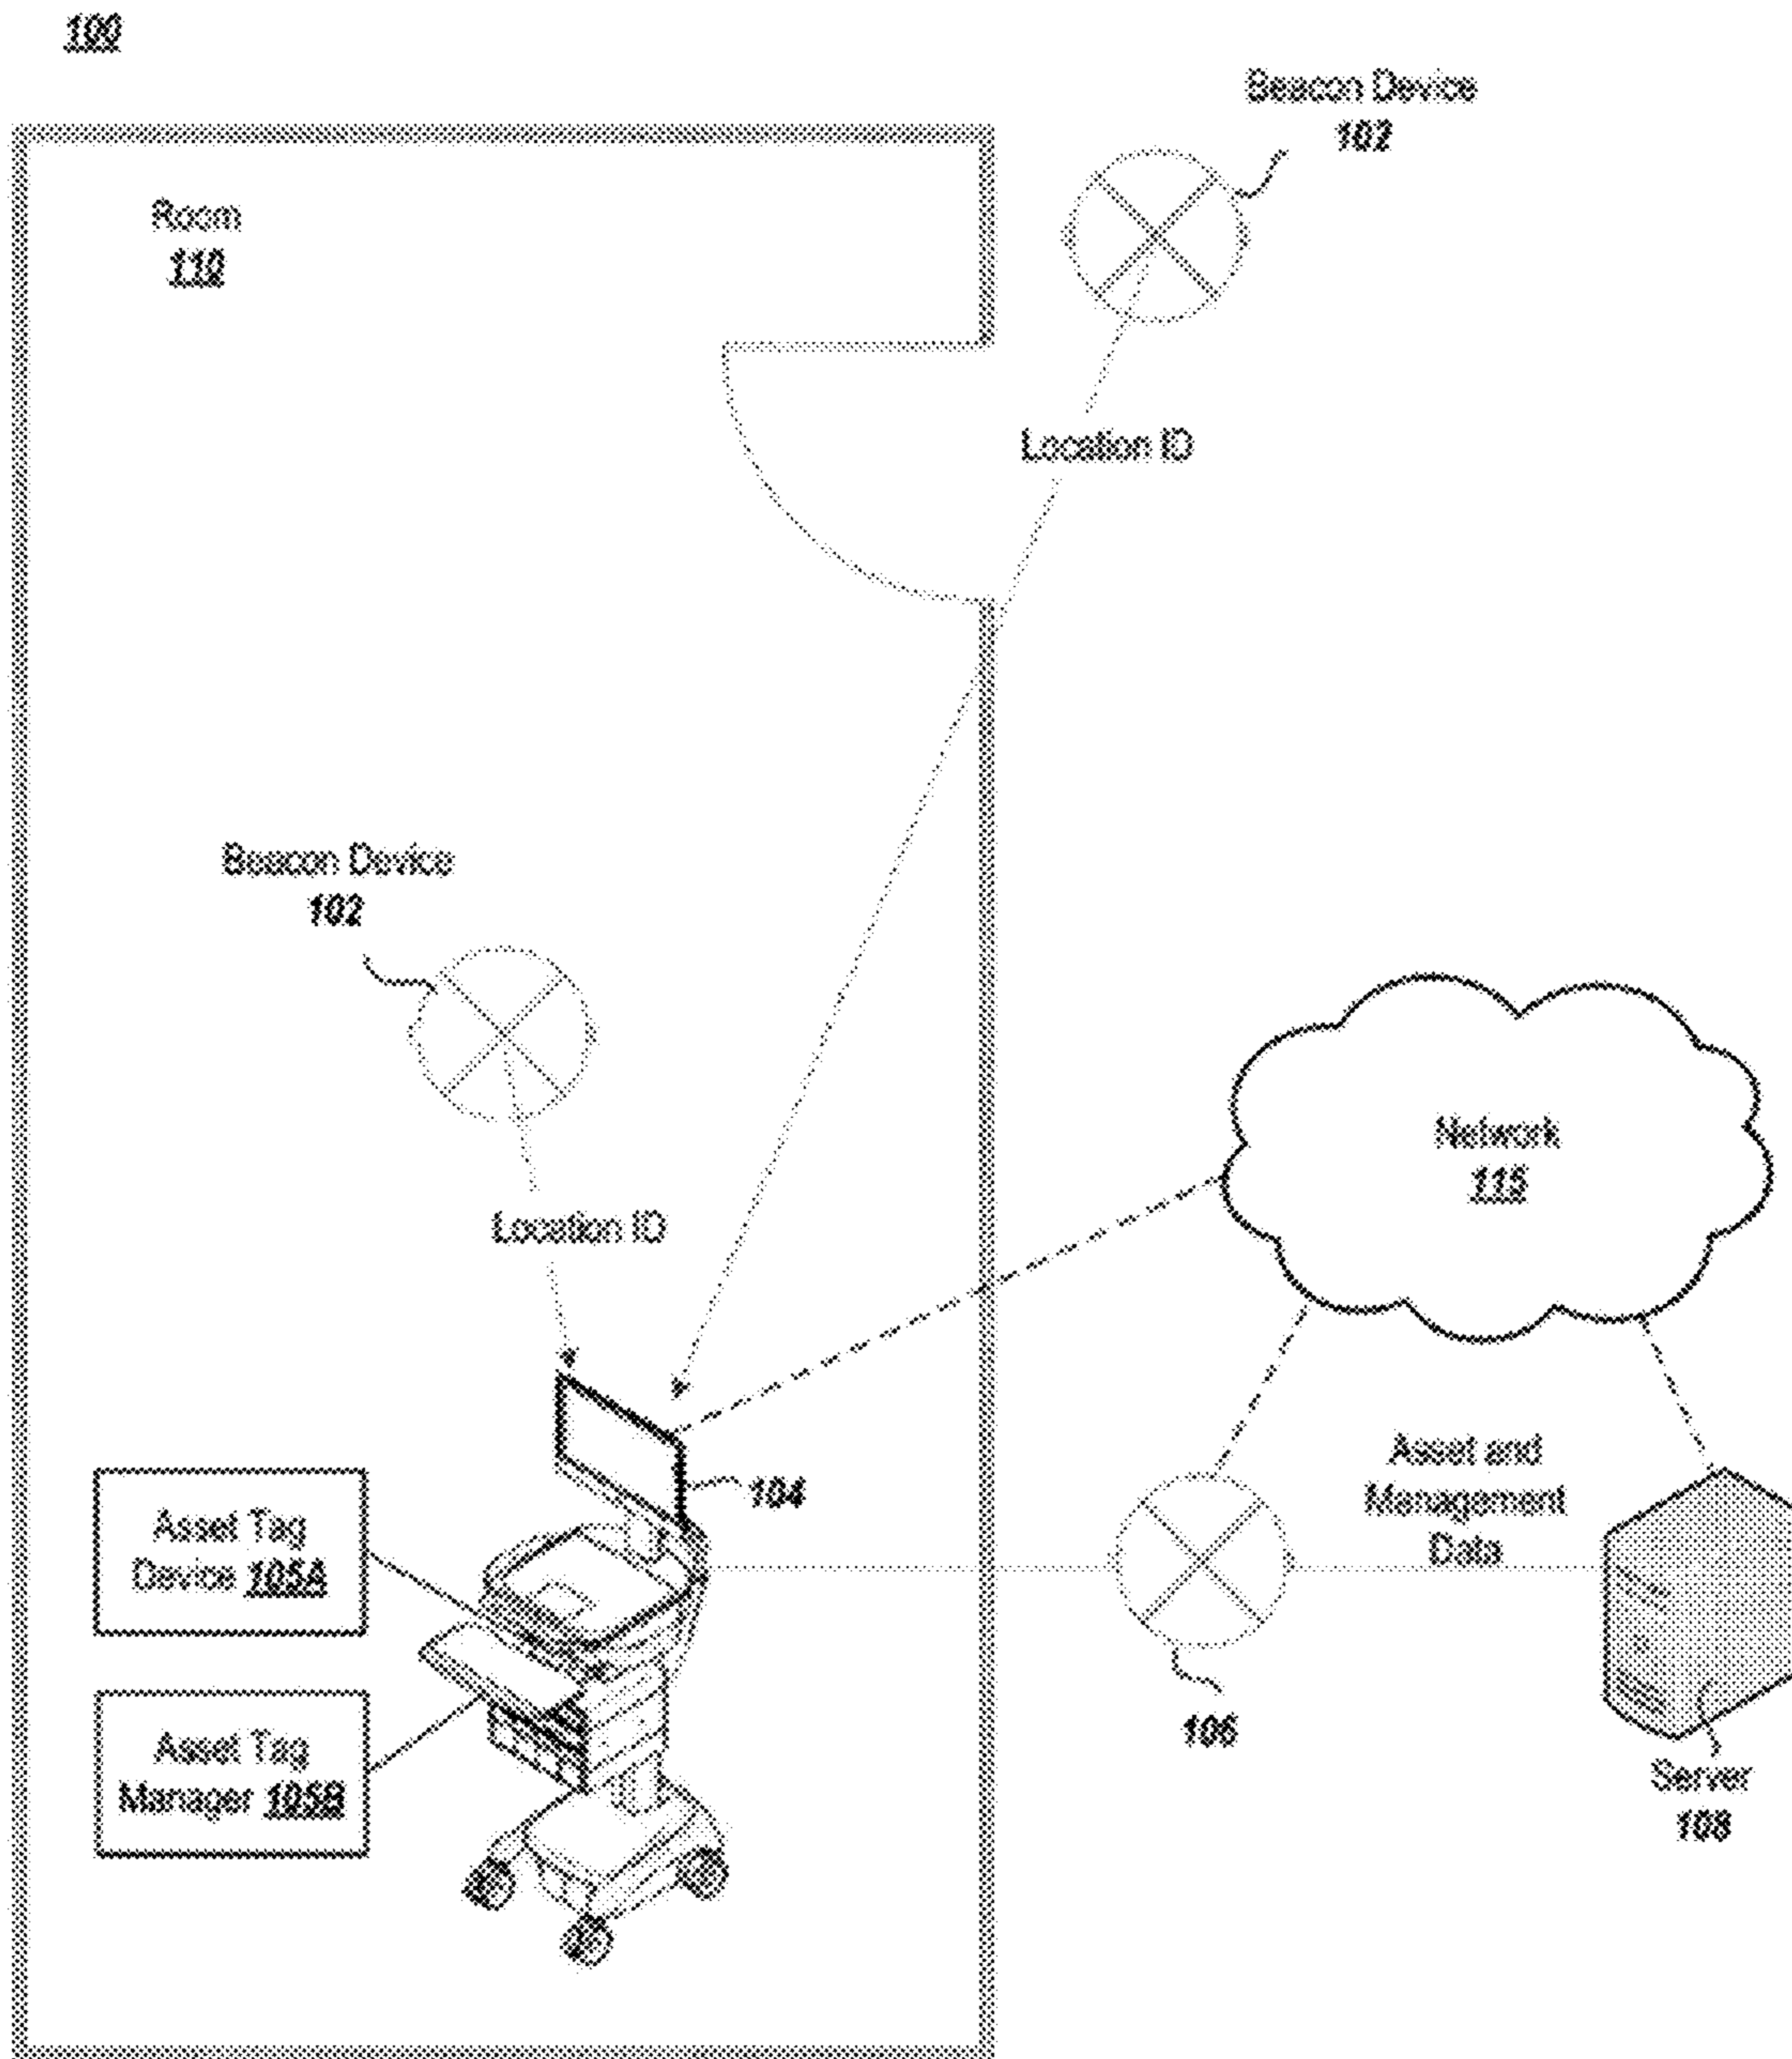 100
Beacon Device
102
Room
110
Location ID
Beacon Device
102
Network
115
Location ID
104
Asset and
Management
Data
Asset Tag
Device 105A
106
Asset Tag
Manager 105B
Server
108